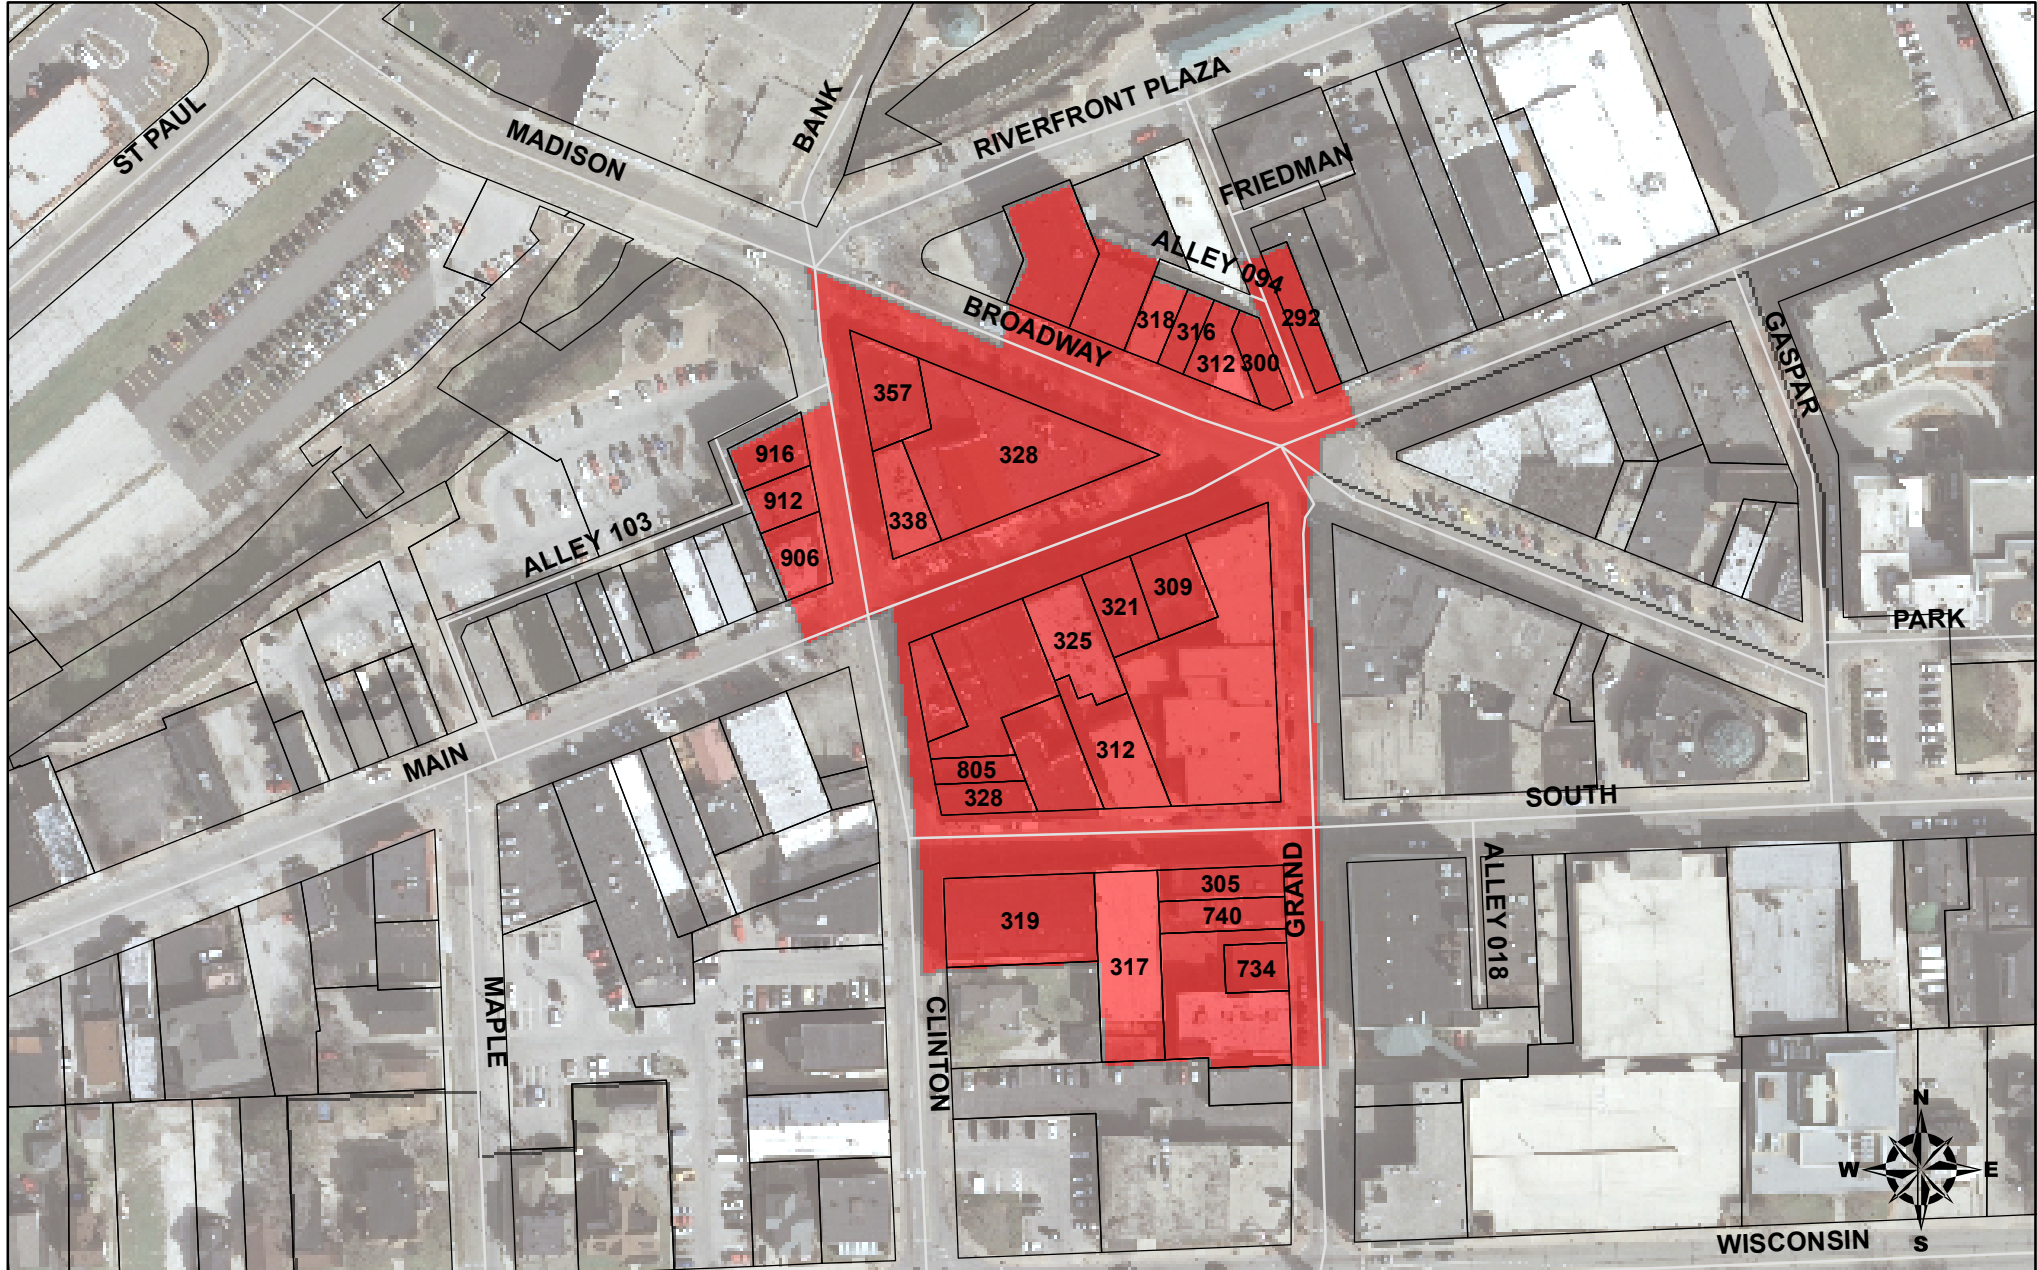 ST PAUL
MADISON
BANK
RIVERFRONT PLAZA
FRIEDMAN
ALLEY 094
BROADWAY
318
316
312
300
292
GASPAR
357
328
338
916
912
906
ALLEY 103
309
321
325
PARK
MAIN
312
805
328
SOUTH
305
740
319
317
734
GRAND
ALLEY 018
MAPLE
CLINTON
N
W
E
S
WISCONSIN